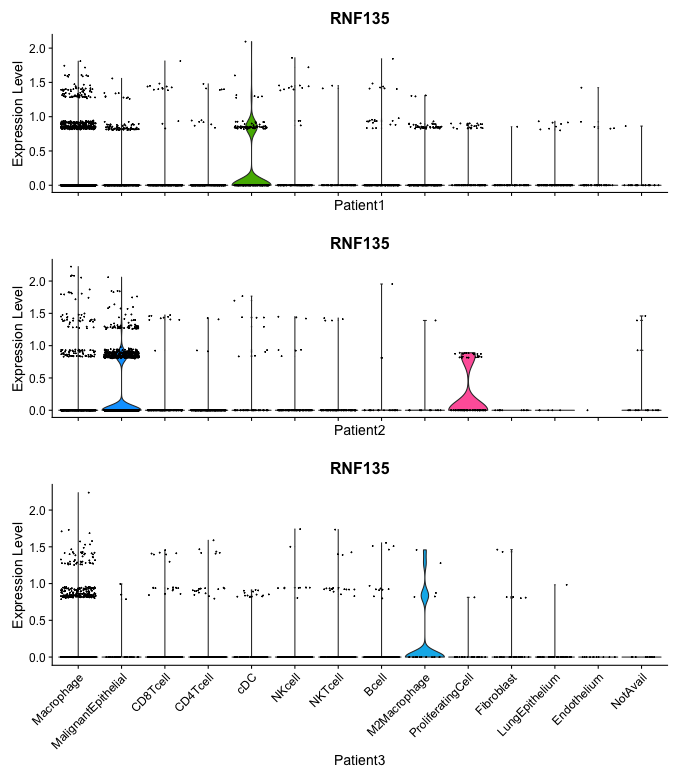 RNF135
Expression Level
2.0
1.5
1.0
0.5
0.0
Patient1
RNF135
Expression Level
2.0
1.5
1.0
0.5
0.0
Patient2
RNF135
Expression Level
2.0
1.5
1.0
0.5
0.0
Macrophage
MalignantEpithelial
CD8Tcell
CD4Tcell
cDC
NKcell
NKTcell
Bcell
M2Macrophage
ProliferatingCell
Fibroblast
LungEpithelium
Endothelium
NotAvail
Patient3